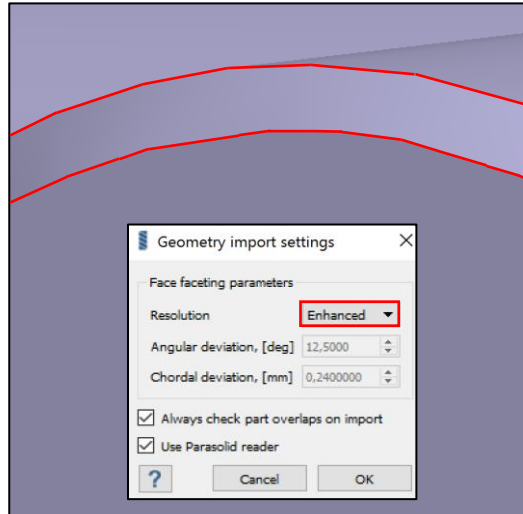 Geometry import settings
Face faceting parameters
Resolution Enhanced
Angular deviation, [deg] 12,5000
Chordal deviation, [mm] 0,2400000
Always check part overlaps on import
Use Parasolid reader
? Cancel OK